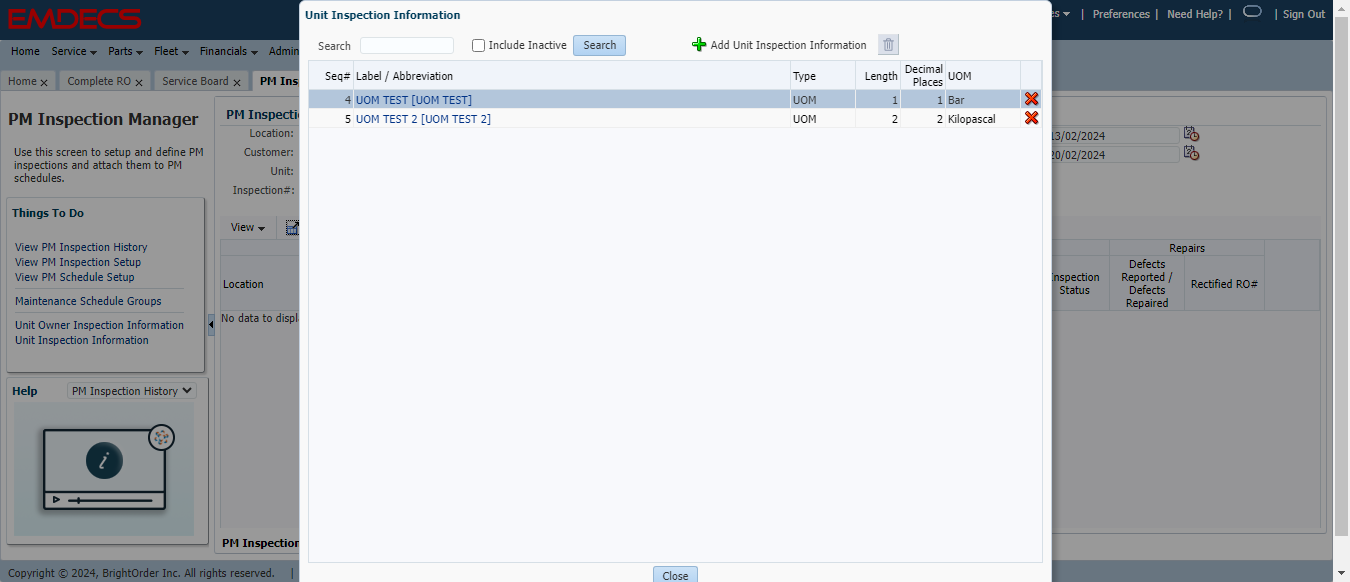 EMDECS
es
|
Preferences
|
Need Help?
|
|
Sign Out
Home
Service
Parts
Fleet
Financials
Admin
Home x
Complete RO x
Service Board x
PM Ins
PM Inspection Manager
Use this screen to setup and define PM
inspections and attach them to PM
schedules.
Things To Do
View PM Inspection History
View PM Inspection Setup
View PM Schedule Setup
Maintenance Schedule Groups
Unit Owner Inspection Information
Unit Inspection Information
Help
PM Inspection History
i
PM Inspecti
Location:
Customer:
Unit:
Inspection#:
View
Location
No data to displa
PM Inspection
Unit Inspection Information
Search
Include Inactive
Search
Add Unit Inspection Information
Seq# Label / Abbreviation Type Length Decimal Places UOM
4 UOM TEST [UOM TEST] UOM 1 1 Bar
5 UOM TEST 2 [UOM TEST 2] UOM 2 2 Kilopascal
Close
13/02/2024
20/02/2024
Inspection
Status
Repairs
Defects
Reported /
Defects
Repaired
Rectified RO#
Copyright © 2024, BrightOrder Inc. All rights reserved. |